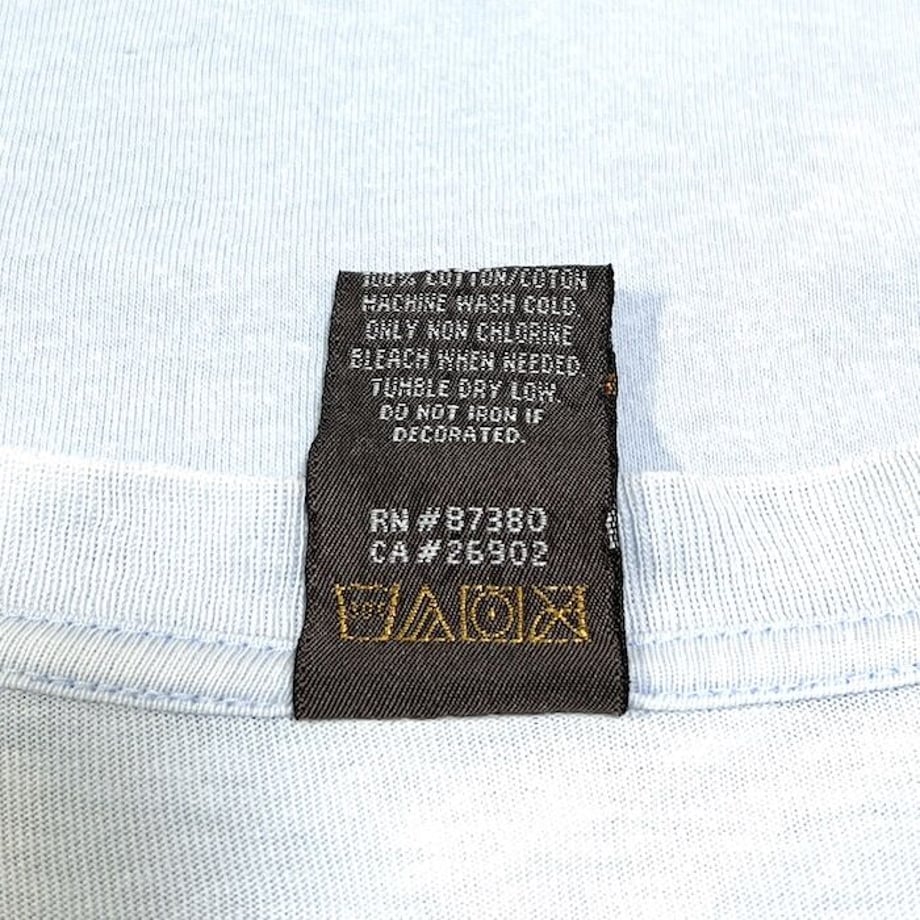 100% COTTON/COTON
MACHINE WASH COLD.
ONLY NON CHLORINE
BLEACH WHEN NEEDED.
TUMBLE DRY LOW.
DO NOT IRON IF
DECORATED.
RN #87380
CA #26902